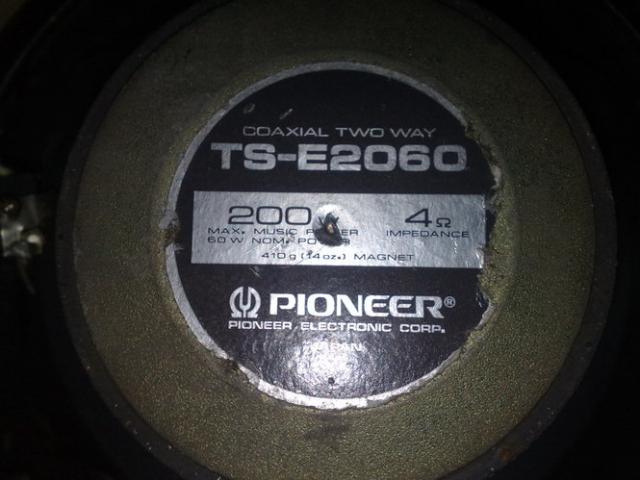 COAXIAL TWO WAY
TS-E2060
200
MAX. MUSIC POWER
60 W NOM. POWER
4Ω
IMPEDANCE
410 g (14 oz.) MAGNET
PIONEER®
PIONEER ELECTRONIC CORP.
JAPAN